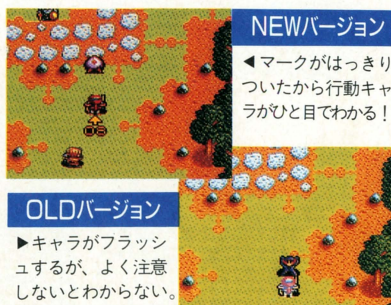 NEWバージョン
◀マークがはっきり
ついたから行動キャ
ラがひと目でわかる!
08
OLDバージョン
▶キャラがフラッシ
ュするが、よく注意
しないとわからない。